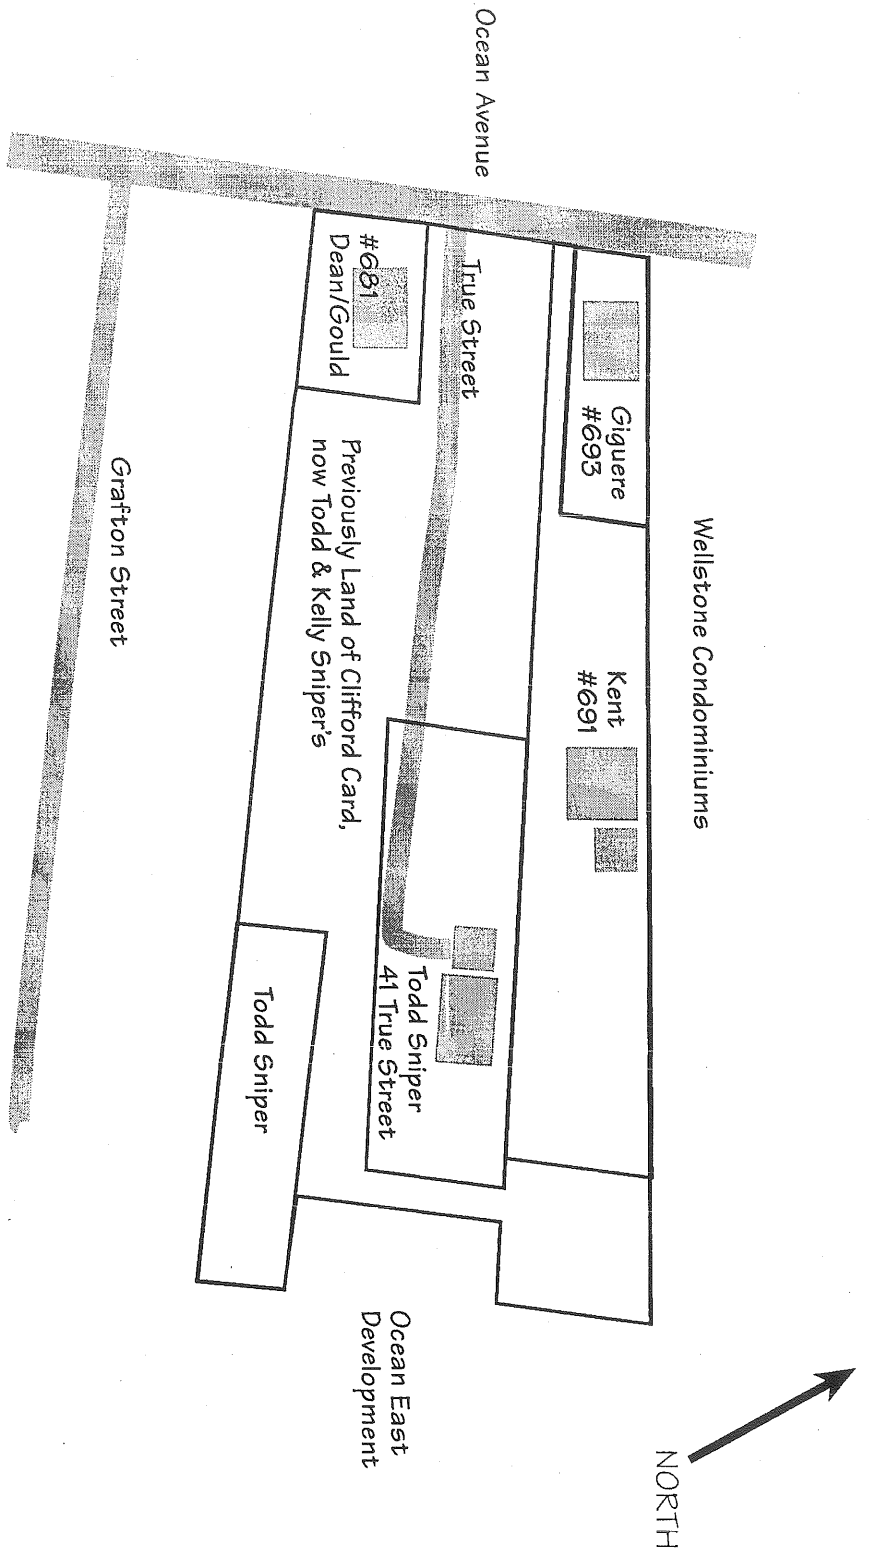 Ocean Avenue
True Street
#681
Dean/Gould
Giguere
#693
Wellstone Condominiums
Kent
#691
Previously Land of Clifford Card,
now Todd & Kelly Sniper's
Grafton Street
Todd Sniper
41 True Street
Todd Sniper
Ocean East
Development
NORTH